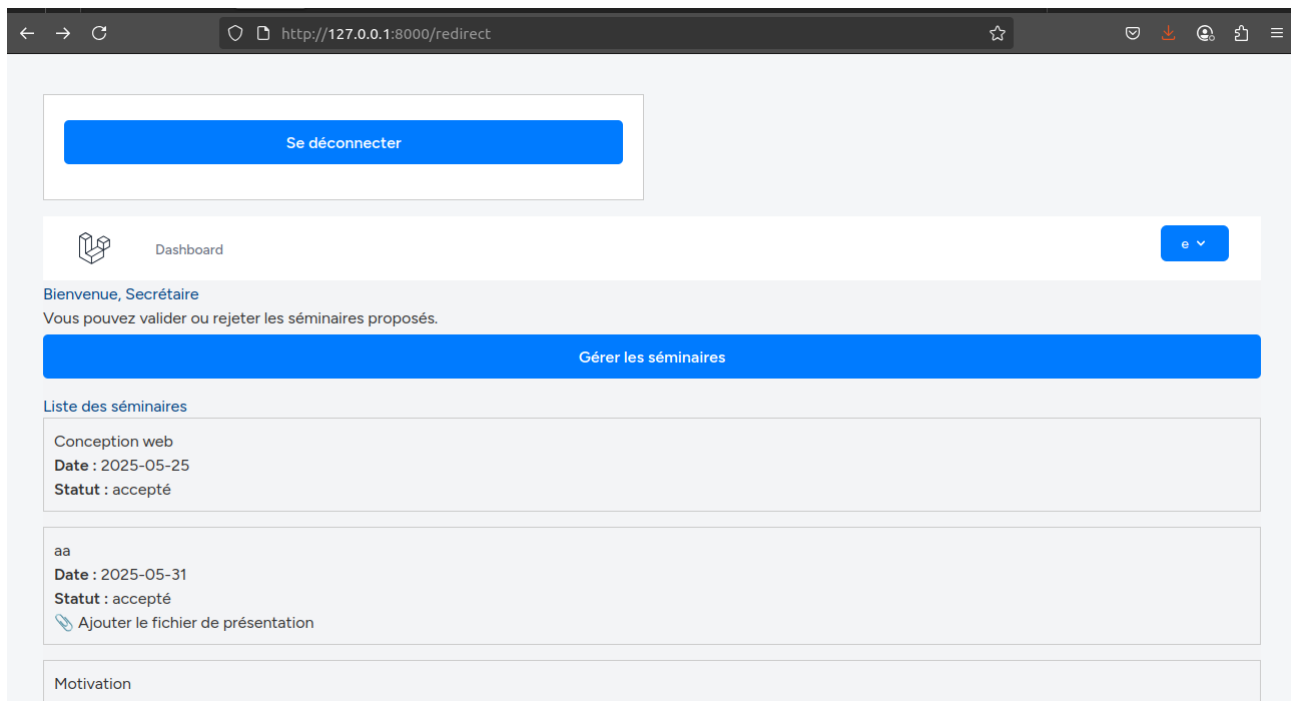 http://127.0.0.1:8000/redirect
Se déconnecter
Dashboard
e
Bienvenue, Secrétaire
Vous pouvez valider ou rejeter les séminaires proposés.
Gérer les séminaires
Liste des séminaires
Conception web
Date : 2025-05-25
Statut : accepté
aa
Date : 2025-05-31
Statut : accepté
📎 Ajouter le fichier de présentation
Motivation